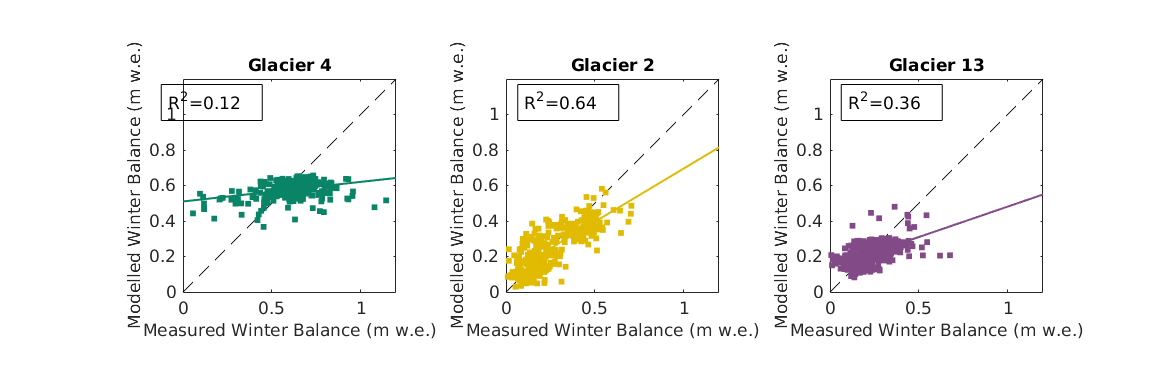 Glacier 4
R²=0.12
Modelled Winter Balance (m w.e.)
1
0.8
0.6
0.4
0.2
0
0 0.5 1
Measured Winter Balance (m w.e.)
Glacier 2
R²=0.64
Modelled Winter Balance (m w.e.)
1
0.8
0.6
0.4
0.2
0
0 0.5 1
Measured Winter Balance (m w.e.)
Glacier 13
R²=0.36
Modelled Winter Balance (m w.e.)
1
0.8
0.6
0.4
0.2
0
0 0.5 1
Measured Winter Balance (m w.e.)